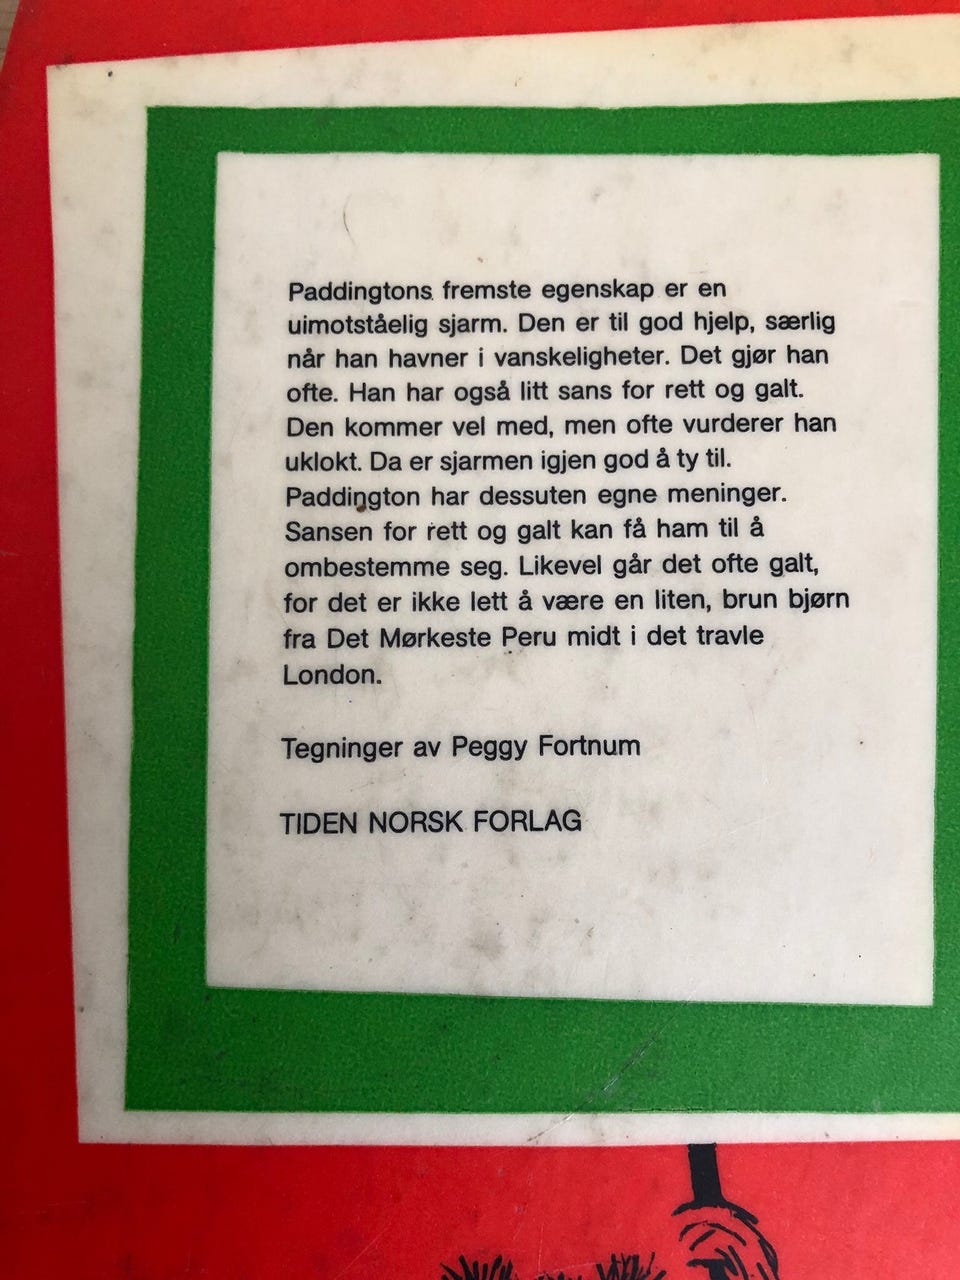 Paddingtons fremste egenskap er en
uimotståelig sjarm. Den er til god hjelp, særlig
når han havner i vanskeligheter. Det gjør han
ofte. Han har også litt sans for rett og galt.
Den kommer vel med, men ofte vurderer han
uklokt. Da er sjarmen igjen god å ty til.
Paddington har dessuten egne meninger.
Sansen for rett og galt kan få ham til å
ombestemme seg. Likevel går det ofte galt,
for det er ikke lett å være en liten, brun bjørn
fra Det Mørkeste Peru midt i det travle
London.
Tegninger av Peggy Fortnum
TIDEN NORSK FORLAG